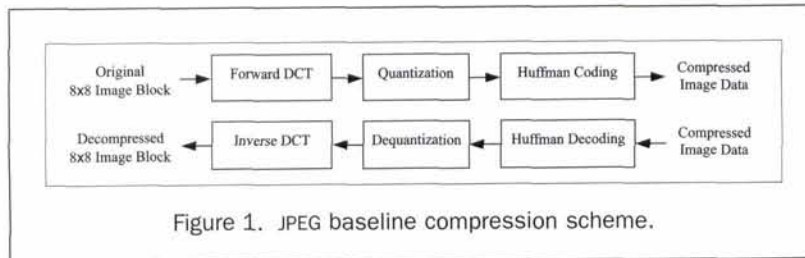 Original
8x8 Image Block
Forward DCT
Quantization
Huffman Coding
Compressed
Image Data
Decompressed
8x8 Image Block
Inverse DCT
Dequantization
Huffman Decoding
Compressed
Image Data
Figure 1. JPEG baseline compression scheme.